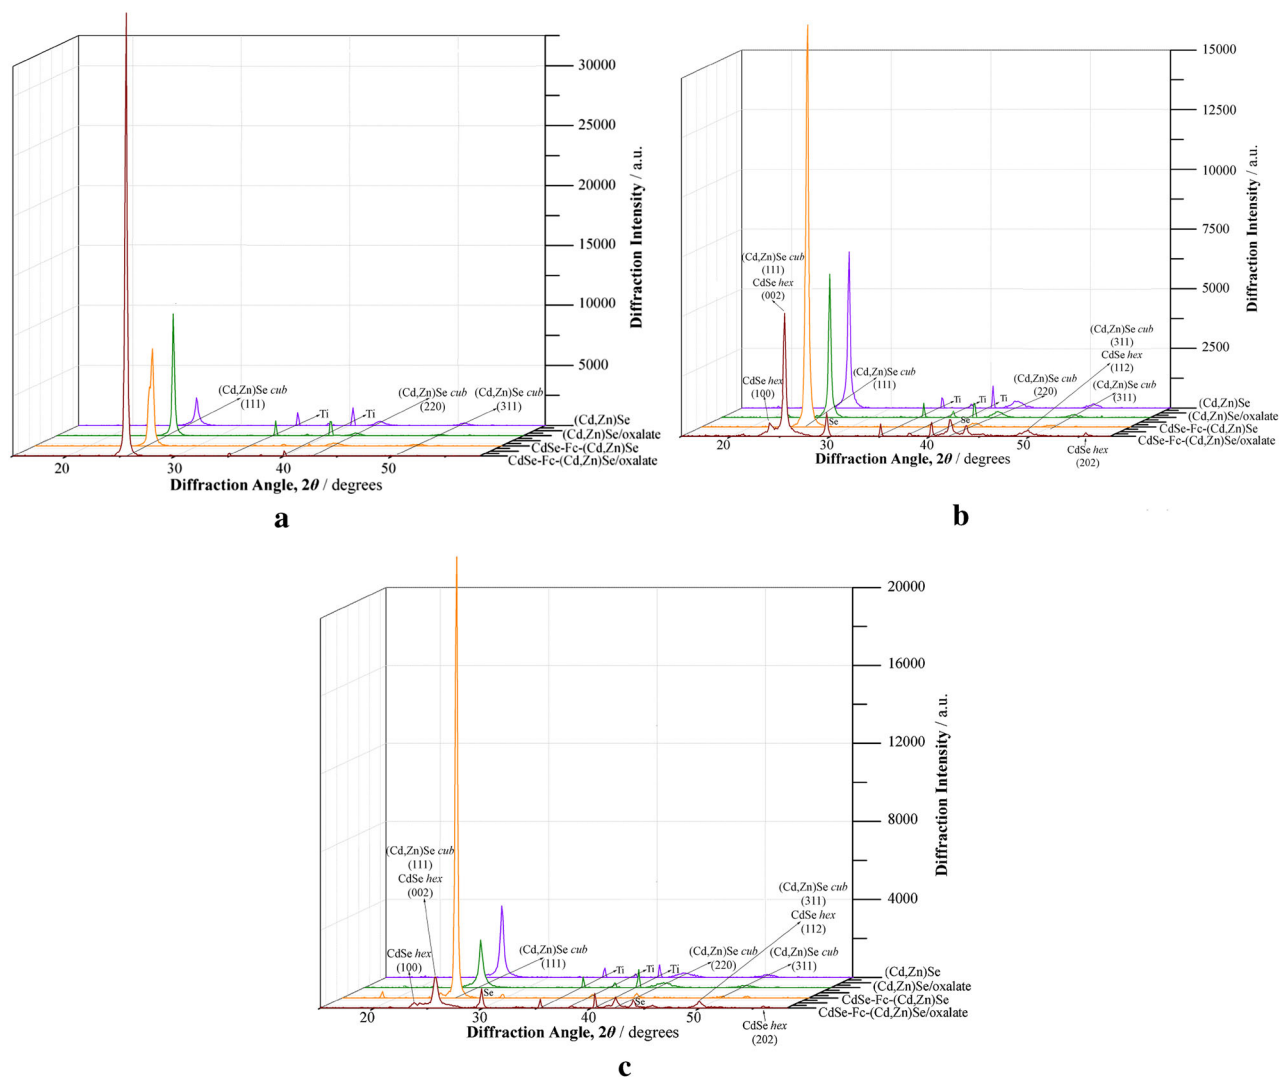 30000
25000
20000
15000
10000
5000
Diffraction Intensity / a.u.
(Cd,Zn)Se cub
(111)
Ti
Ti
(Cd,Zn)Se cub
(220)
(Cd,Zn)Se cub
(311)
(Cd,Zn)Se
(Cd,Zn)Se/oxalate
CdSe-Fc-(Cd,Zn)Se
CdSe-Fc-(Cd,Zn)Se/oxalate
20
30
40
50
Diffraction Angle, 2θ / degrees
a
15000
12500
10000
7500
5000
2500
Diffraction Intensity / a.u.
(Cd,Zn)Se cub
(111)
CdSe hex
(002)
CdSe hex
(100)
(Cd,Zn)Se cub
(111)
Se
Ti
Ti
Ti
Se
(Cd,Zn)Se cub
(220)
(Cd,Zn)Se cub
(311)
CdSe hex
(112)
(Cd,Zn)Se cub
(311)
CdSe hex
(202)
(Cd,Zn)Se
(Cd,Zn)Se/oxalate
CdSe-Fc-(Cd,Zn)Se
CdSe-Fc-(Cd,Zn)Se/oxalate
20
30
40
50
Diffraction Angle, 2θ / degrees
b
20000
16000
12000
8000
4000
Diffraction Intensity / a.u.
(Cd,Zn)Se cub
(111)
CdSe hex
(002)
CdSe hex
(100)
(Cd,Zn)Se cub
(111)
Se
Ti
Ti
Ti
Se
(Cd,Zn)Se cub
(220)
(Cd,Zn)Se cub
(311)
CdSe hex
(112)
(Cd,Zn)Se cub
(311)
CdSe hex
(202)
(Cd,Zn)Se
(Cd,Zn)Se/oxalate
CdSe-Fc-(Cd,Zn)Se
CdSe-Fc-(Cd,Zn)Se/oxalate
20
30
40
50
Diffraction Angle, 2θ / degrees
c